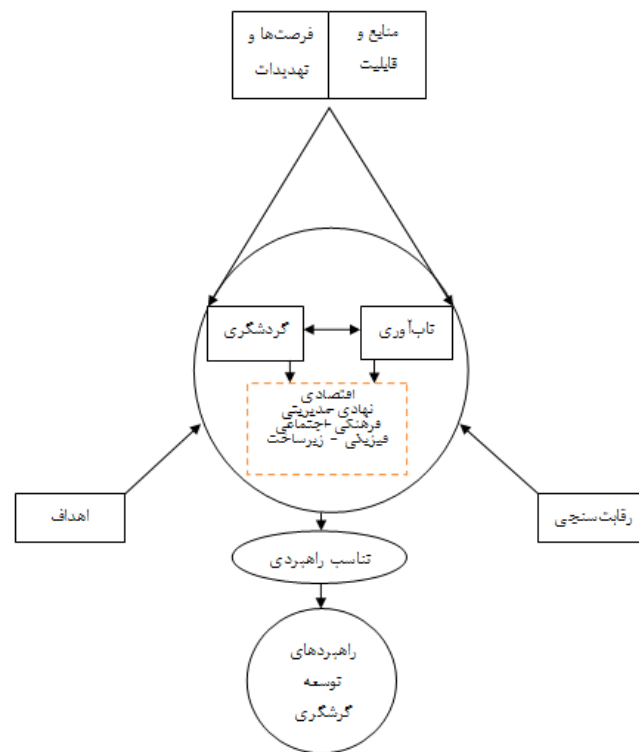 منابع و
قابلیت
فرصت‌ها و
تهدیدات
تاب‌آوری
گردشگری
اقتصادی
نهادی -مدیریتی
فرهنگی -اجتماعی
فیزیکی - زیرساخت
رقابت‌سنجی
اهداف
تناسب راهبردی
راهبردهای
توسعه
گرشگری